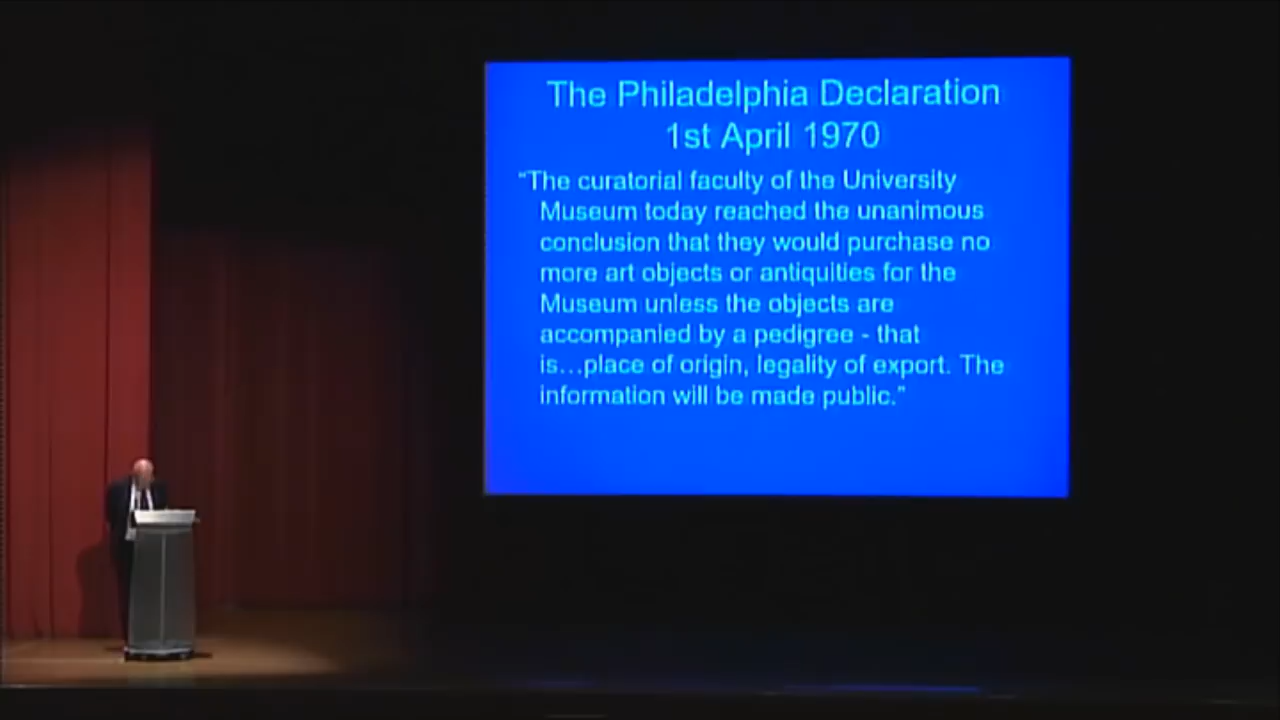 The Philadelphia Declaration
1st April 1970
“The curatorial faculty of the University
Museum today reached the unanimous
conclusion that they would purchase no
more art objects or antiquities for the
Museum unless the objects are
accompanied by a pedigree - that
is...place of origin, legality of export. The
information will be made public.”